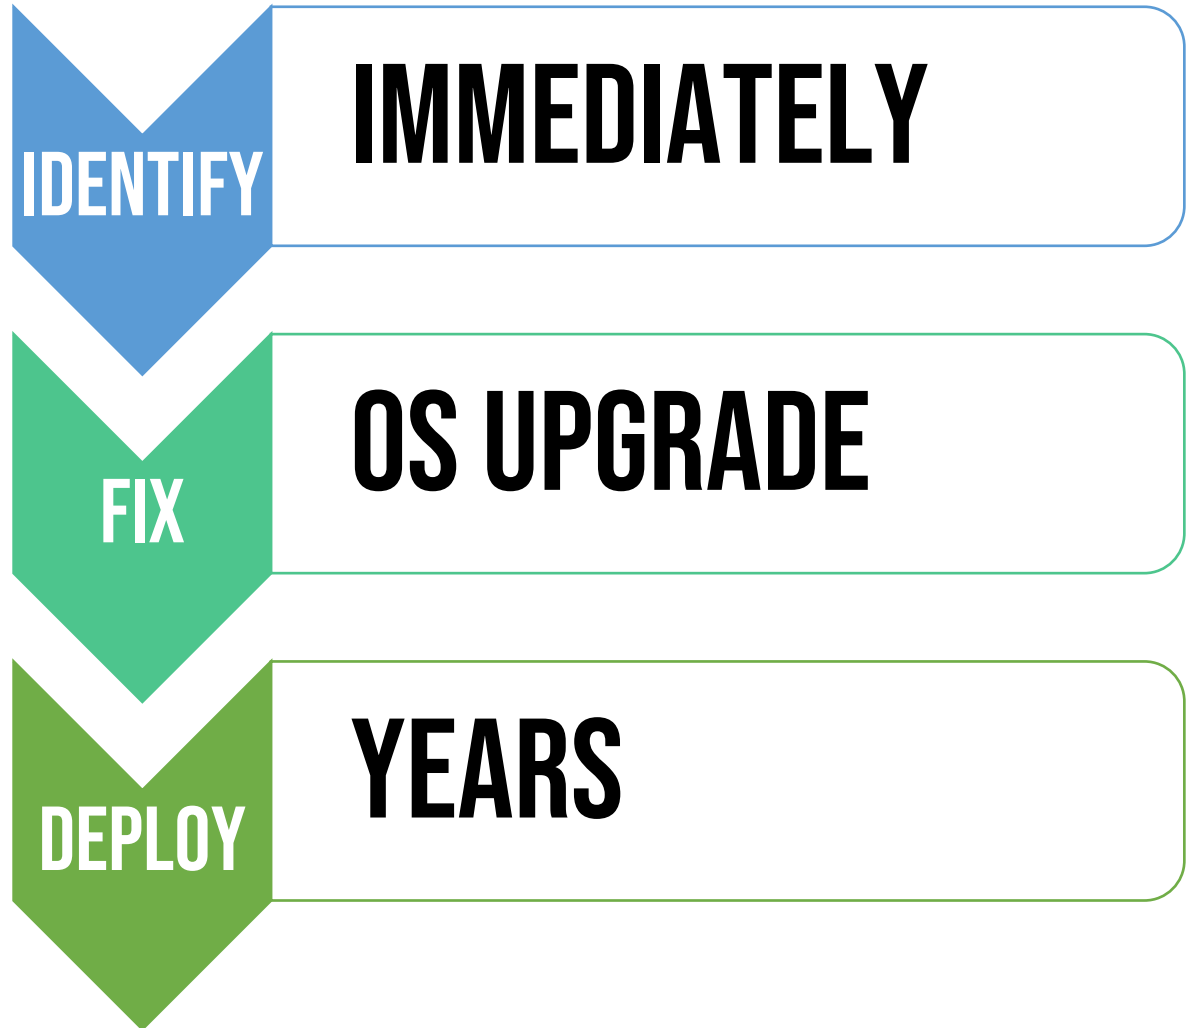 IDENTIFY
IMMEDIATELY
FIX
OS UPGRADE
DEPLOY
YEARS